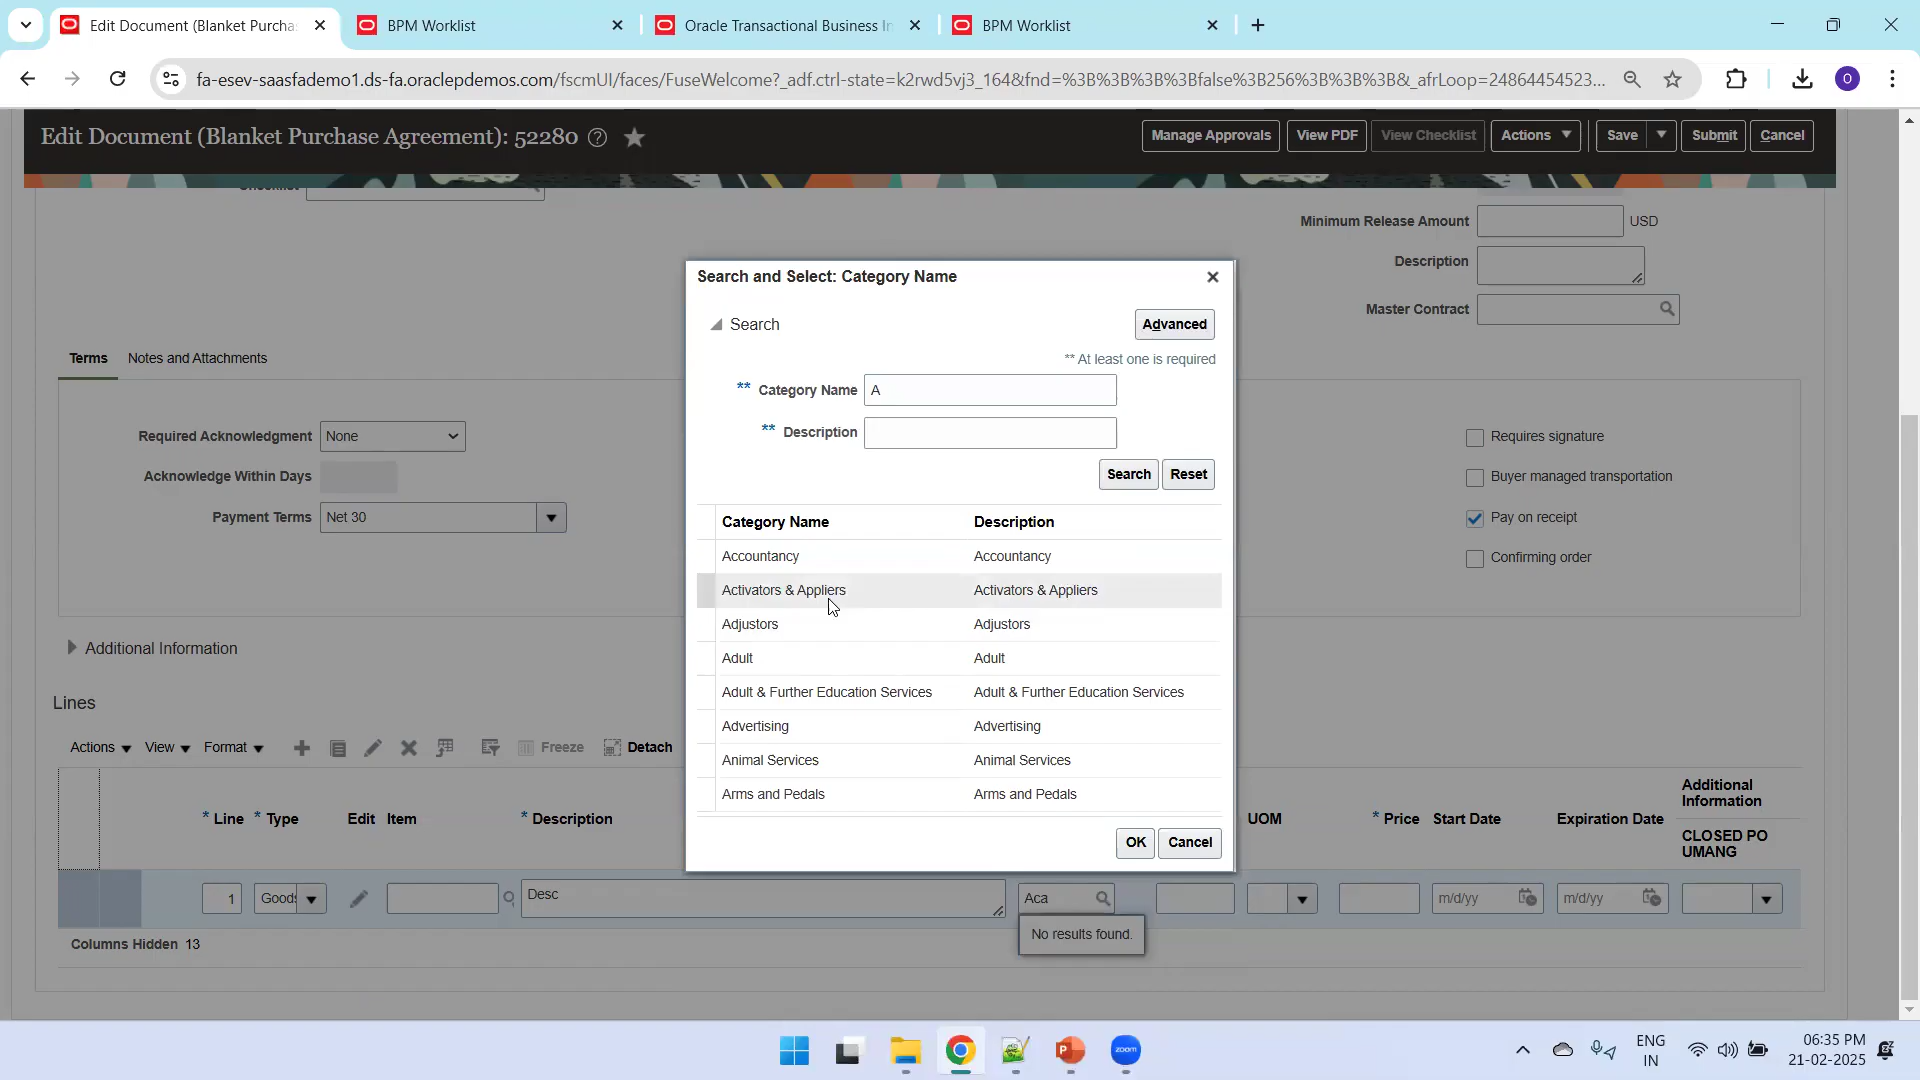 Edit Document (Blanket Purcha
BPM Worklist
Oracle Transactional Business In
BPM Worklist
fa-esev-saasfademo1.ds-fa.oraclepdemos.com/fscmUI/faces/FuseWelcome?_adf.ctrl-state=k2rwd5vj3_164&fnd=%3B%3B%3B%3Bfalse%3B256%3B%3B%3B&_afrLoop=24864454523...
O
Edit Document (Blanket Purchase Agreement): 52280
Manage Approvals
View PDF
View Checklist
Actions
Save
Submit
Cancel
Minimum Release Amount
USD
Description
Master Contract
Terms
Notes and Attachments
Required Acknowledgment
None
Acknowledge Within Days
Payment Terms
Net 30
Requires signature
Buyer managed transportation
Pay on receipt
Confirming order
Additional Information
Lines
Actions
View
Format
Freeze
Detach
* Line
* Type
Edit
Item
* Description
UOM
* Price
Start Date
Expiration Date
Additional
Information
CLOSED PO
UMANG
1
Goods
Desc
Aca
m/d/yy
m/d/yy
No results found.
Columns Hidden 13
Search and Select: Category Name
Search
Advanced
** At least one is required
** Category Name
A
** Description
Search
Reset
Category Name
Description
Accountancy
Accountancy
Activators & Appliers
Activators & Appliers
Adjustors
Adjustors
Adult
Adult
Adult & Further Education Services
Adult & Further Education Services
Advertising
Advertising
Animal Services
Animal Services
Arms and Pedals
Arms and Pedals
OK
Cancel
zoom
ENG
IN
06:35 PM
21-02-2025